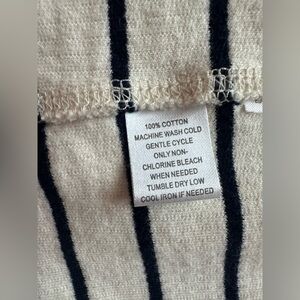 100% COTTON
MACHINE WASH COLD
GENTLE CYCLE
ONLY NON-
CHLORINE BLEACH
WHEN NEEDED
TUMBLE DRY LOW
COOL IRON IF NEEDED